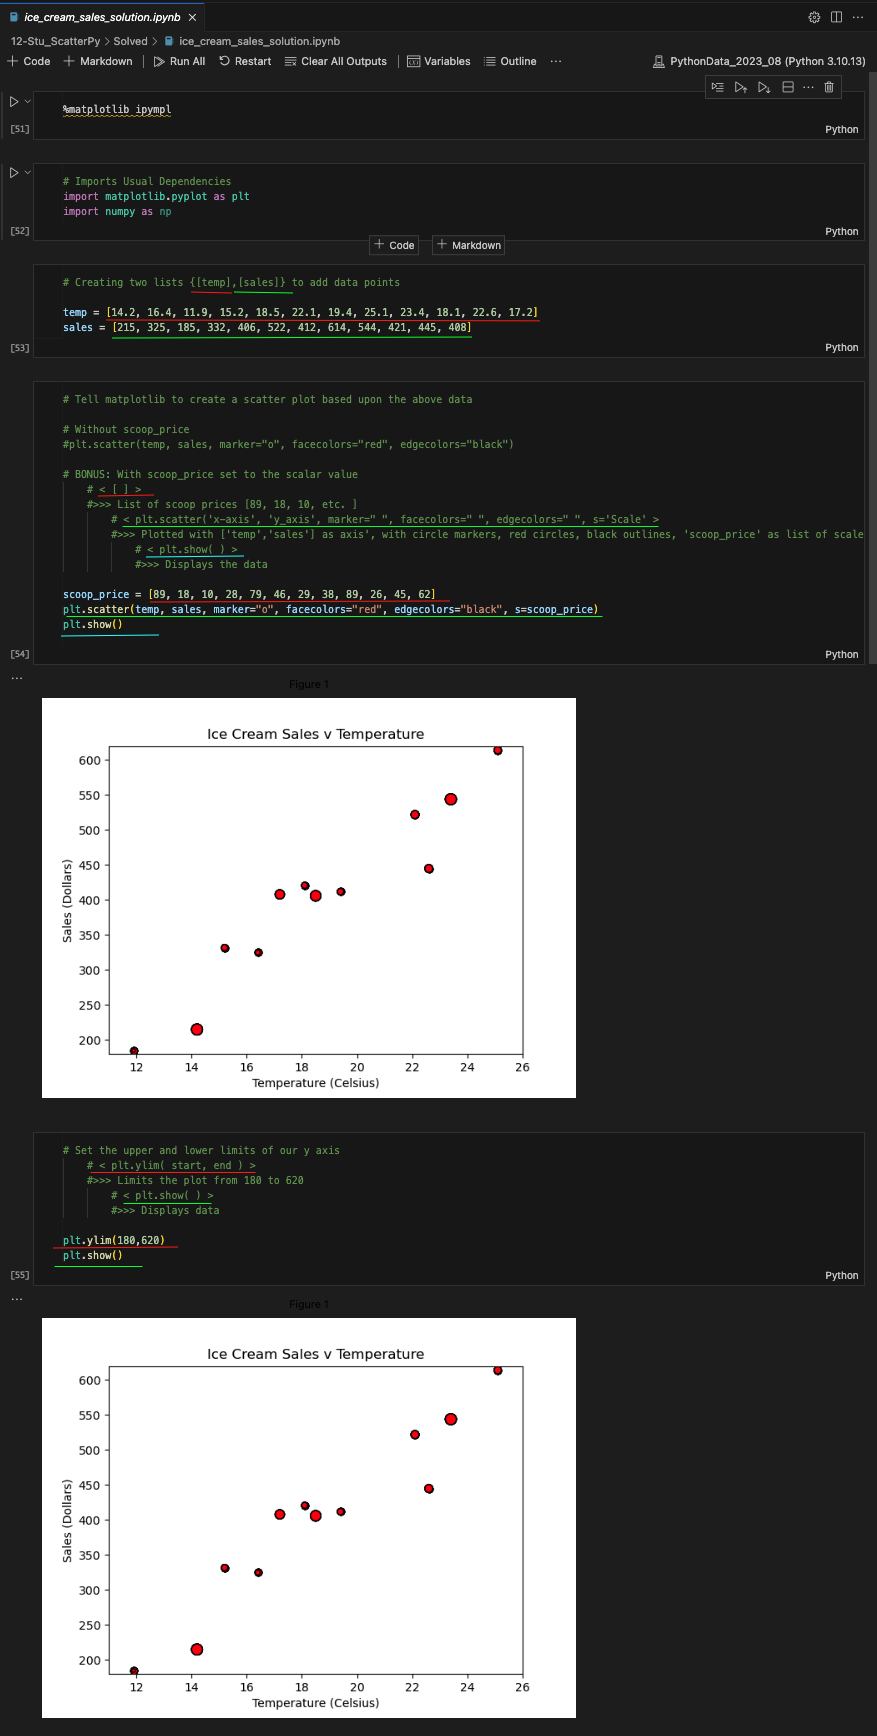 ice_cream_sales_solution.ipynb ×
12-Stu_ScatterPy > Solved > ice_cream_sales_solution.ipynb
+ Code + Markdown | Run All Restart Clear All Outputs | Variables Outline ... PythonData_2023_08 (Python 3.10.13)
%matplotlib ipympl
[51] Python
# Imports Usual Dependencies
import matplotlib.pyplot as plt
import numpy as np
[52] Python
+ Code + Markdown
# Creating two lists {[temp],[sales]} to add data points
temp = [14.2, 16.4, 11.9, 15.2, 18.5, 22.1, 19.4, 25.1, 23.4, 18.1, 22.6, 17.2]
sales = [215, 325, 185, 332, 406, 522, 412, 614, 544, 421, 445, 408]
[53] Python
# Tell matplotlib to create a scatter plot based upon the above data
# Without scoop_price
#plt.scatter(temp, sales, marker="o", facecolors="red", edgecolors="black")
# BONUS: With scoop_price set to the scalar value
# < [ ] >
#>>> List of scoop prices [89, 18, 10, etc. ]
# < plt.scatter('x-axis', 'y_axis', marker=" ", facecolors=" ", edgecolors=" ", s='Scale' >
#>>> Plotted with ['temp','sales'] as axis', with circle markers, red circles, black outlines, 'scoop_price' as list of scale
# < plt.show( ) >
#>>> Displays the data
scoop_price = [89, 18, 10, 28, 79, 46, 29, 38, 89, 26, 45, 62]
plt.scatter(temp, sales, marker="o", facecolors="red", edgecolors="black", s=scoop_price)
plt.show()
[54] Python
...
Figure 1
Ice Cream Sales v Temperature
600
550
500
450
400
350
300
250
200
Sales (Dollars)
12 14 16 18 20 22 24 26
Temperature (Celsius)
# Set the upper and lower limits of our y axis
# < plt.ylim( start, end ) >
#>>> Limits the plot from 180 to 620
# < plt.show( ) >
#>>> Displays data
plt.ylim(180,620)
plt.show()
[55] Python
...
Figure 1
Ice Cream Sales v Temperature
600
550
500
450
400
350
300
250
200
Sales (Dollars)
12 14 16 18 20 22 24 26
Temperature (Celsius)